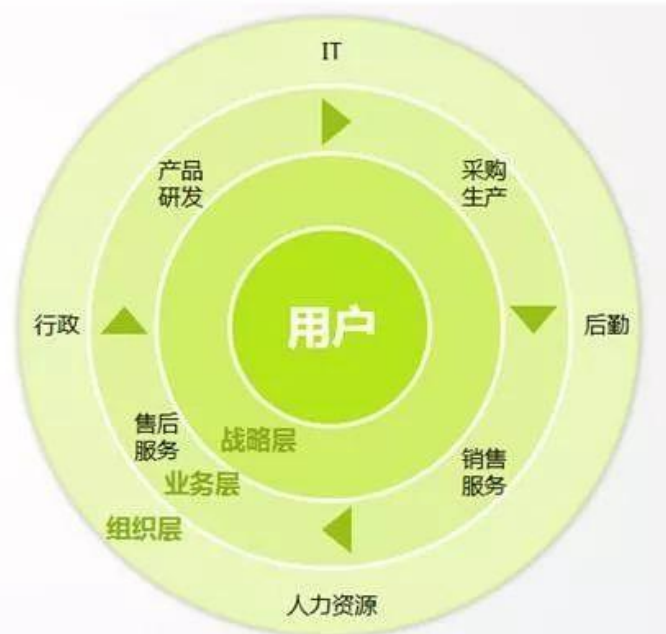 IT
产品
研发
采购
生产
行政
用户
后勤
售后
服务
战略层
业务层
组织层
销售
服务
人力资源